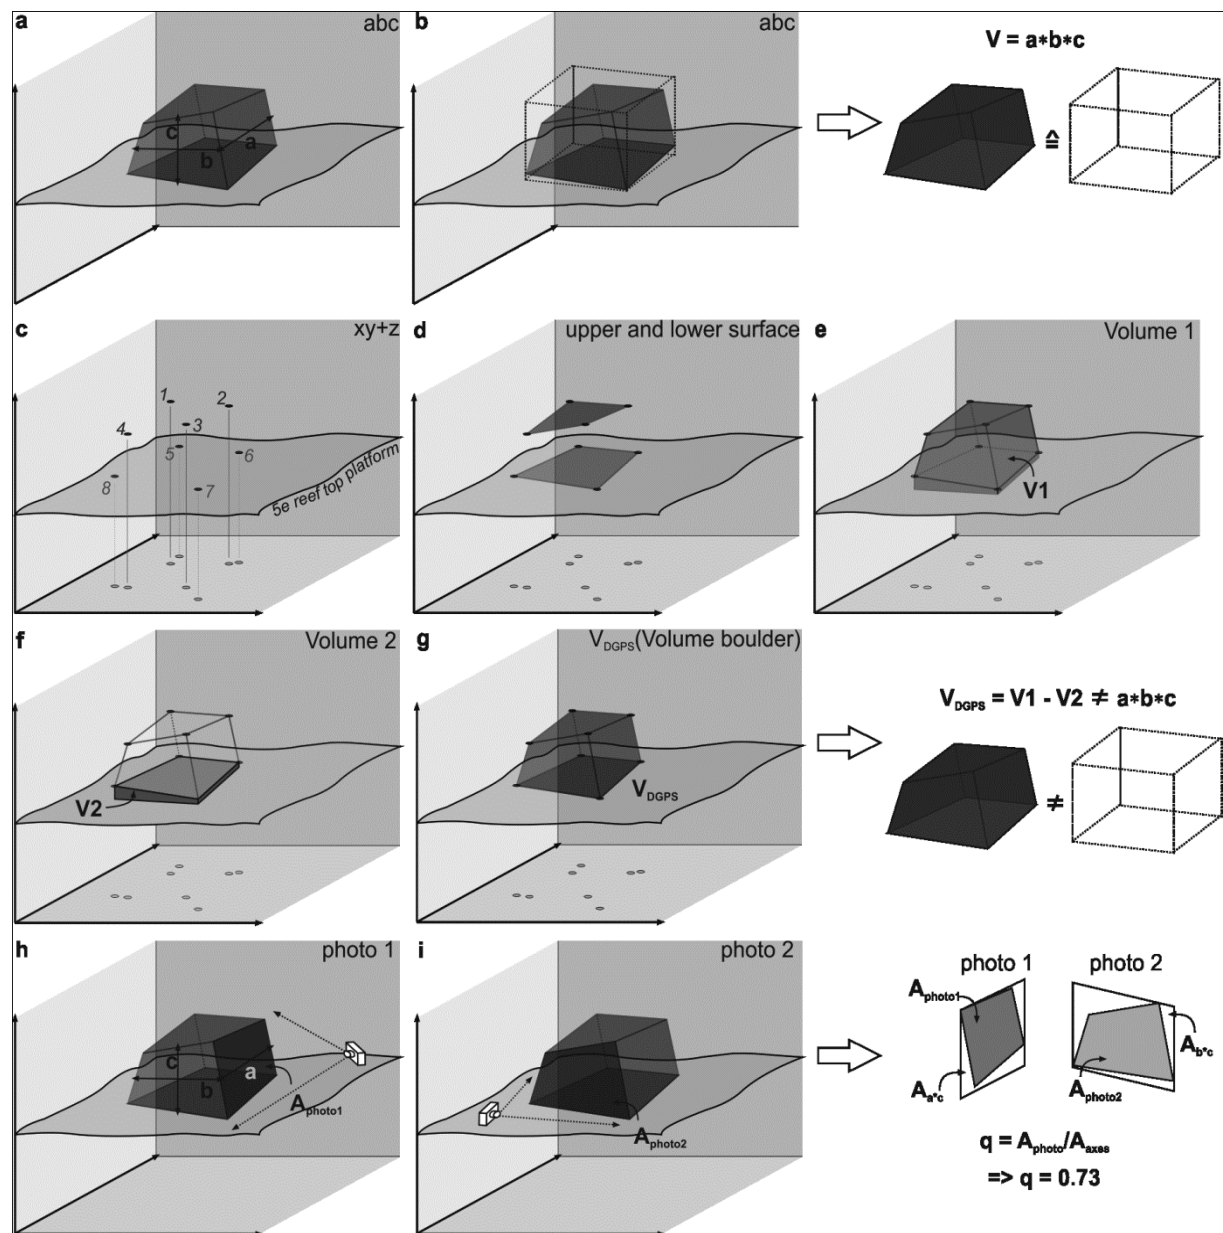 a
abc
c
b
a
b
abc
V = a*b*c
≙
c
xy+z
1
2
3
4
5
6
7
8
5e reef top platform
d
upper and lower surface
e
Volume 1
V1
f
Volume 2
V2
g
V_DGPS (Volume boulder)
V_DGPS
V_DGPS = V1 - V2 ≠ a*b*c
≠
h
photo 1
c
b
a
A_photo1
i
photo 2
A_photo2
photo 1
photo 2
A_photo1
A_b*c
A_a*c
A_photo2
q = A_photo/A_axes
=> q = 0.73